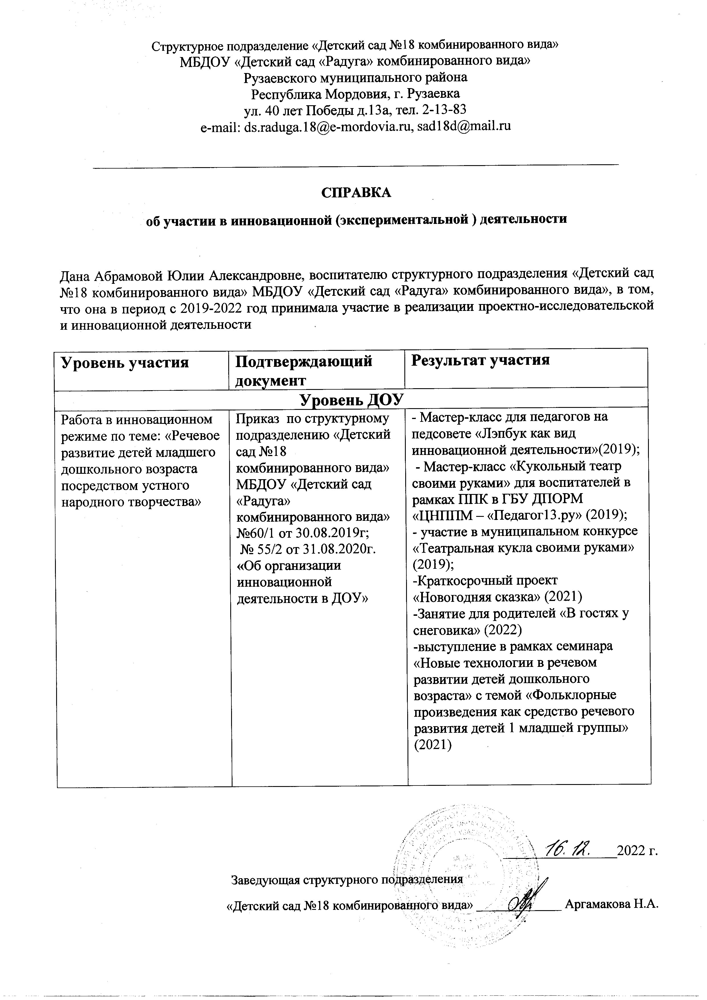 Структурное подразделение «Детский сад №18 комбинированного вида»
МБДОУ «Детский сад «Радуга» комбинированного вида»
Рузаевского муниципального района
Республика Мордовия, г. Рузаевка
ул. 40 лет Победы д.13а, тел. 2-13-83
e-mail: ds.raduga.18@e-mordovia.ru, sad18d@mail.ru
СПРАВКА
об участии в инновационной (экспериментальной ) деятельности
Дана Абрамовой Юлии Александровне, воспитателю структурного подразделения «Детский сад
№18 комбинированного вида» МБДОУ «Детский сад «Радуга» комбинированного вида», в том,
что она в период с 2019-2022 год принимала участие в реализации проектно-исследовательской
и инновационной деятельности
Уровень участия
Подтверждающий
документ
Результат участия
Уровень ДОУ
Работа в инновационном
режиме по теме: «Речевое
развитие детей младшего
дошкольного возраста
посредством устного
народного творчества»
Приказ по структурному
подразделению «Детский
сад №18
комбинированного вида»
МБДОУ «Детский сад
«Радуга»
комбинированного вида»
№60/1 от 30.08.2019г;
№ 55/2 от 31.08.2020г.
«Об организации
инновационной
деятельности в ДОУ»
- Мастер-класс для педагогов на
педсовете «Лэпбук как вид
инновационной деятельности»(2019);
- Мастер-класс «Кукольный театр
своими руками» для воспитателей в
рамках ППК в ГБУ ДПОРМ
«ЦНППМ – «Педагог13.ру» (2019);
- участие в муниципальном конкурсе
«Театральная кукла своими руками»
(2019);
-Краткосрочный проект
«Новогодняя сказка» (2021)
-Занятие для родителей «В гостях у
снеговика» (2022)
-выступление в рамках семинара
«Новые технологии в речевом
развитии детей дошкольного
возраста» с темой «Фольклорные
произведения как средство речевого
развития детей 1 младшей группы»
(2021)
16.12. 2022 г.
Заведующая структурного подразделения
«Детский сад №18 комбинированного вида» Аргамакова Н.А.